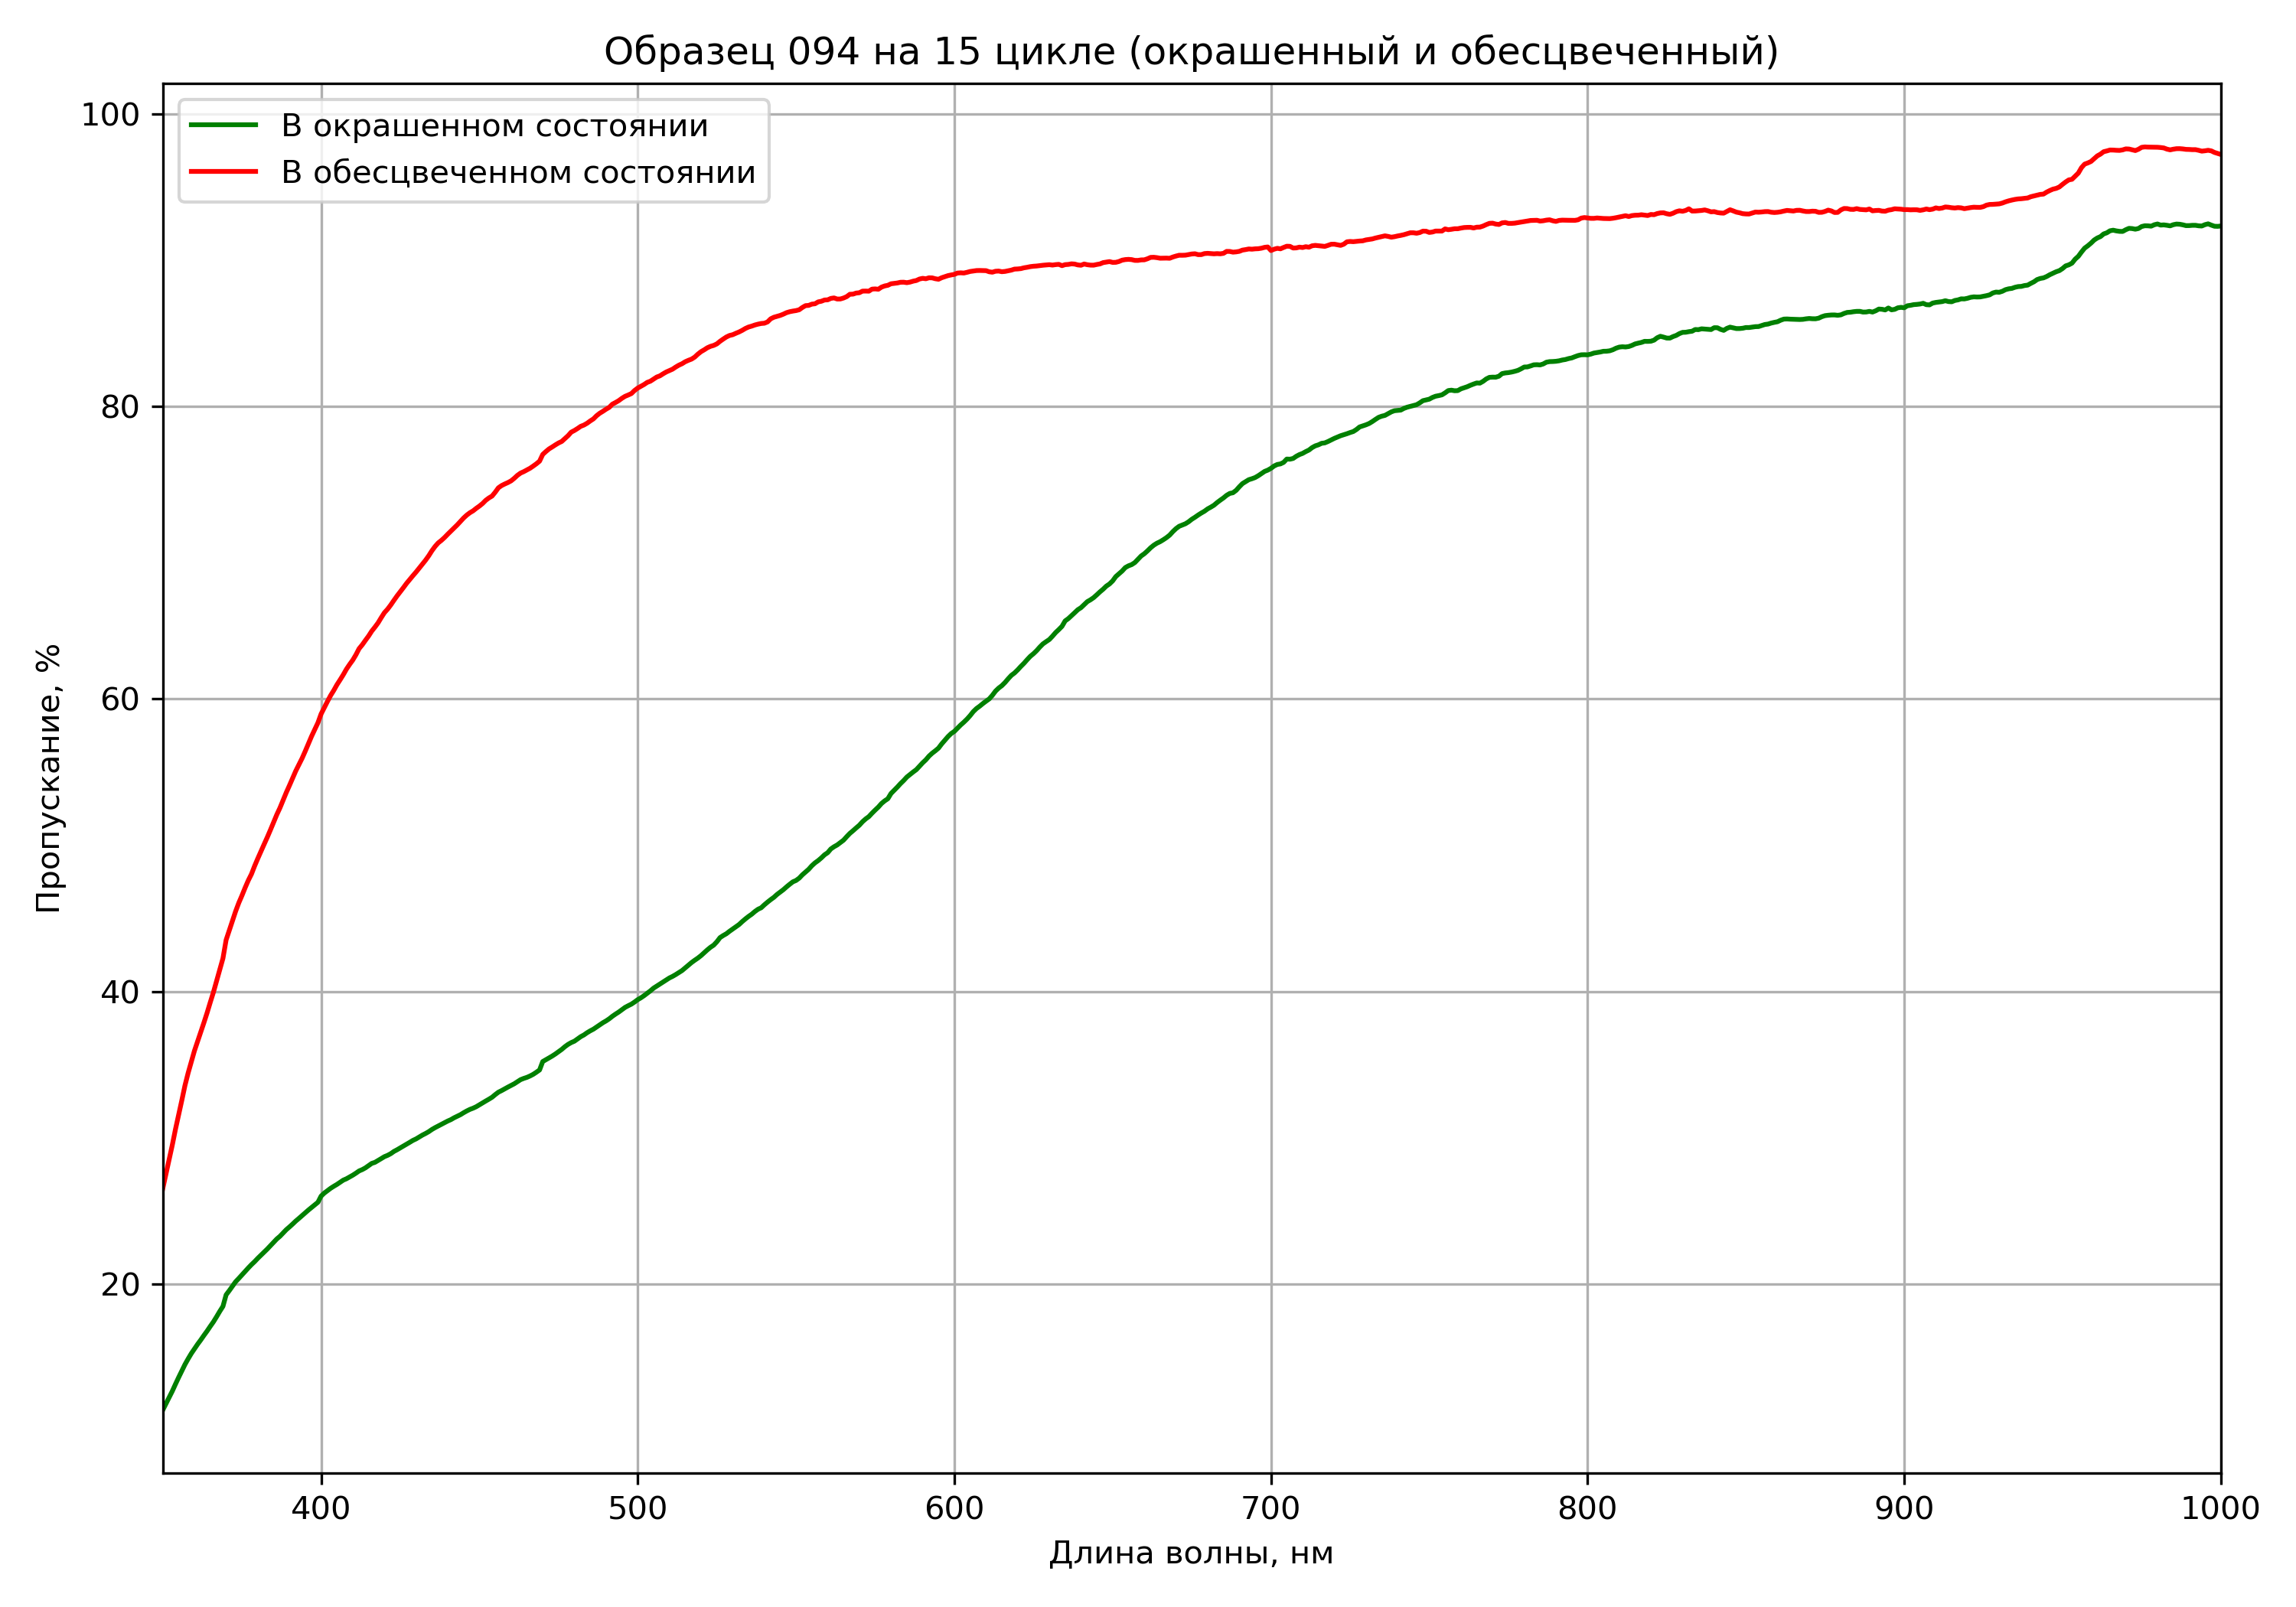 Образец 094 на 15 цикле (окрашенный и обесцвеченный)
В окрашенном состоянии
В обесцвеченном состоянии
100
80
60
40
20
Пропускание, %
400 500 600 700 800 900 1000
Длина волны, нм